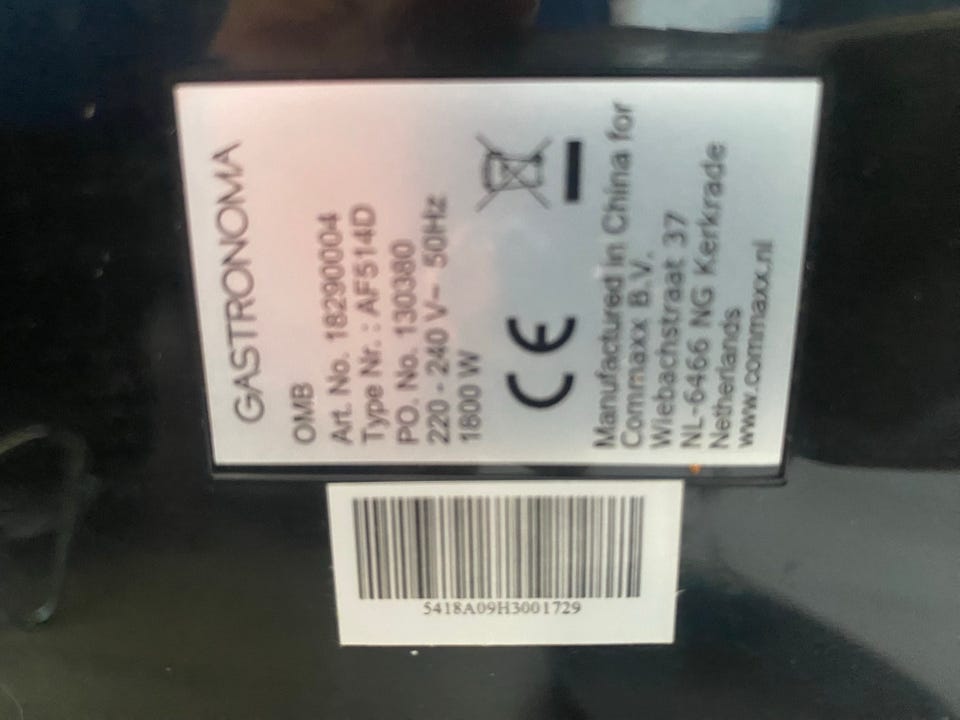 GASTRONOMA
OMB
Art. No. 18290004
Type Nr. : AF514D
PO. No. 130380
220 - 240 V~ 50Hz
1800 W
CE
Manufactured in China for
Commaxx B.V.
Wiebachstraat 37
NL-6466 NG Kerkrade
Netherlands
www.commaxx.nl
5418A09H3001729